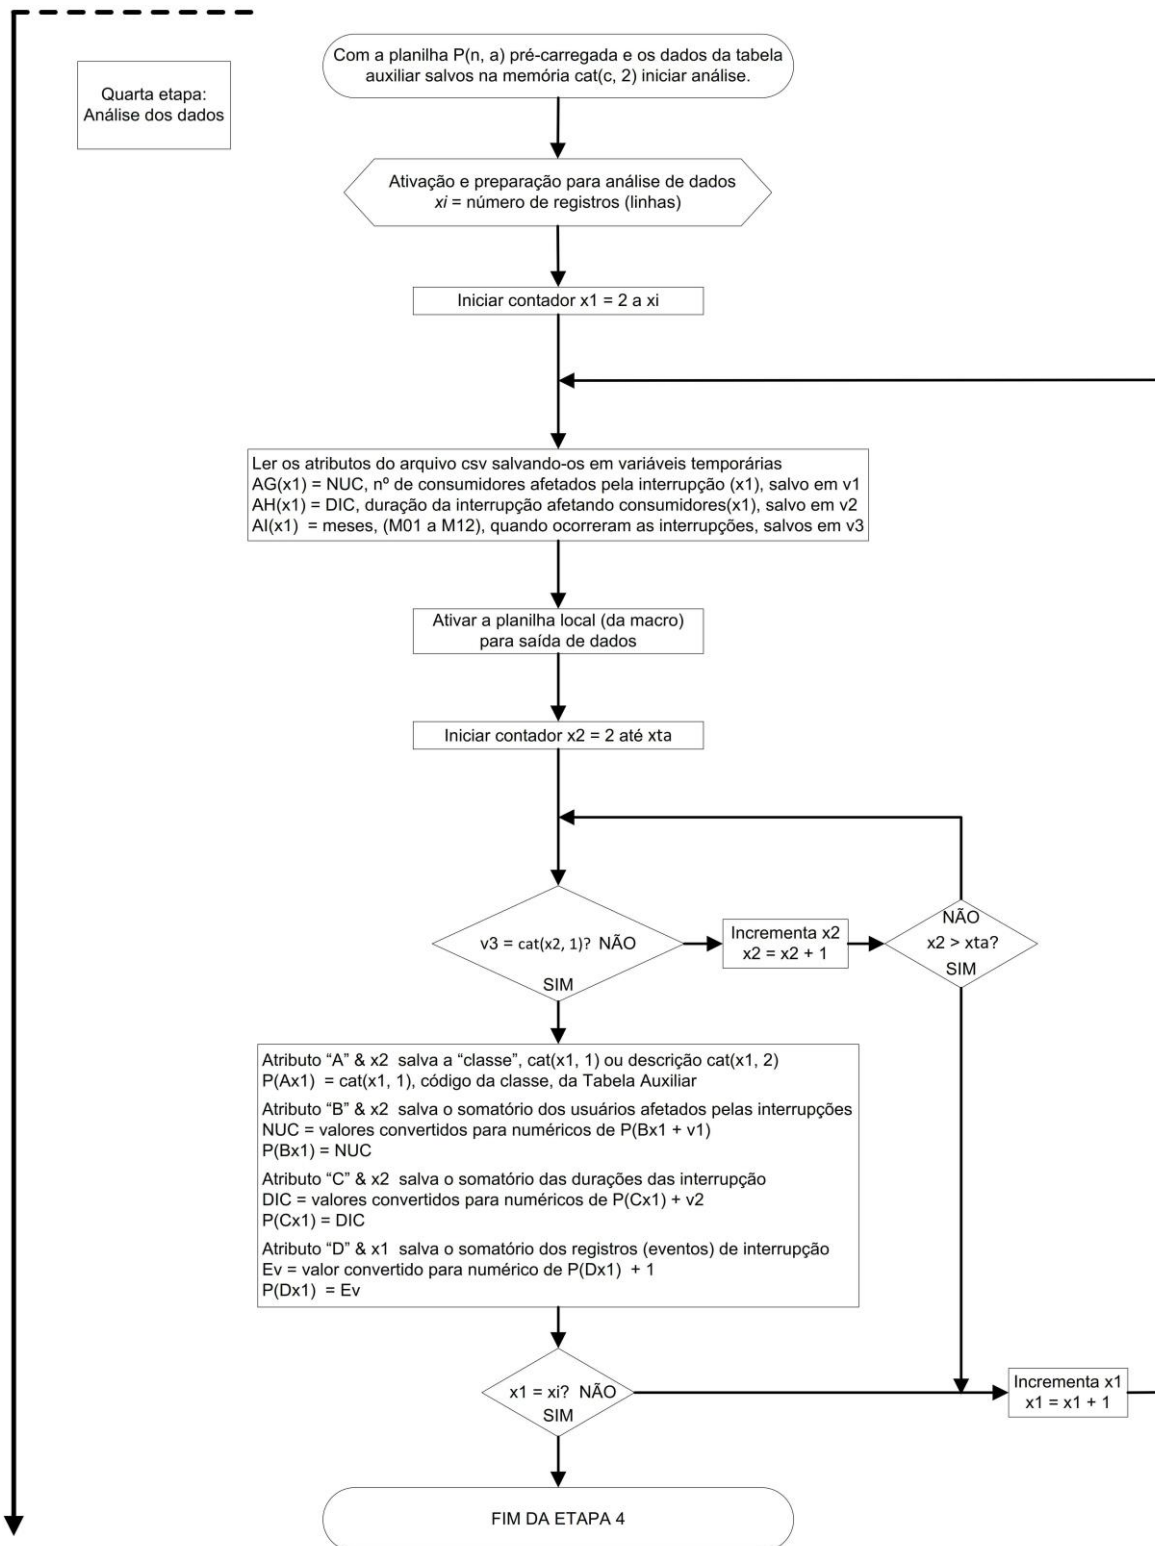 Quarta etapa:
Análise dos dados
Com a planilha P(n, a) pré-carregada e os dados da tabela
auxiliar salvos na memória cat(c, 2) iniciar análise.
Ativação e preparação para análise de dados
xi = número de registros (linhas)
Iniciar contador x1 = 2 a xi
Ler os atributos do arquivo csv salvando-os em variáveis temporárias
AG(x1) = NUC, nº de consumidores afetados pela interrupção (x1), salvo em v1
AH(x1) = DIC, duração da interrupção afetando consumidores(x1), salvo em v2
AI(x1) = meses, (M01 a M12), quando ocorreram as interrupções, salvos em v3
Ativar a planilha local (da macro)
para saída de dados
Iniciar contador x2 = 2 até xta
v3 = cat(x2, 1)? NÃO
SIM
Incrementa x2
x2 = x2 + 1
NÃO
x2 > xta?
SIM
Atributo “A” & x2 salva a “classe”, cat(x1, 1) ou descrição cat(x1, 2)
P(Ax1) = cat(x1, 1), código da classe, da Tabela Auxiliar
Atributo “B” & x2 salva o somatório dos usuários afetados pelas interrupções
NUC = valores convertidos para numéricos de P(Bx1 + v1)
P(Bx1) = NUC
Atributo “C” & x2 salva o somatório das durações das interrupção
DIC = valores convertidos para numéricos de P(Cx1) + v2
P(Cx1) = DIC
Atributo “D” & x1 salva o somatório dos registros (eventos) de interrupção
Ev = valor convertido para numérico de P(Dx1) + 1
P(Dx1) = Ev
x1 = xi? NÃO
SIM
Incrementa x1
x1 = x1 + 1
FIM DA ETAPA 4